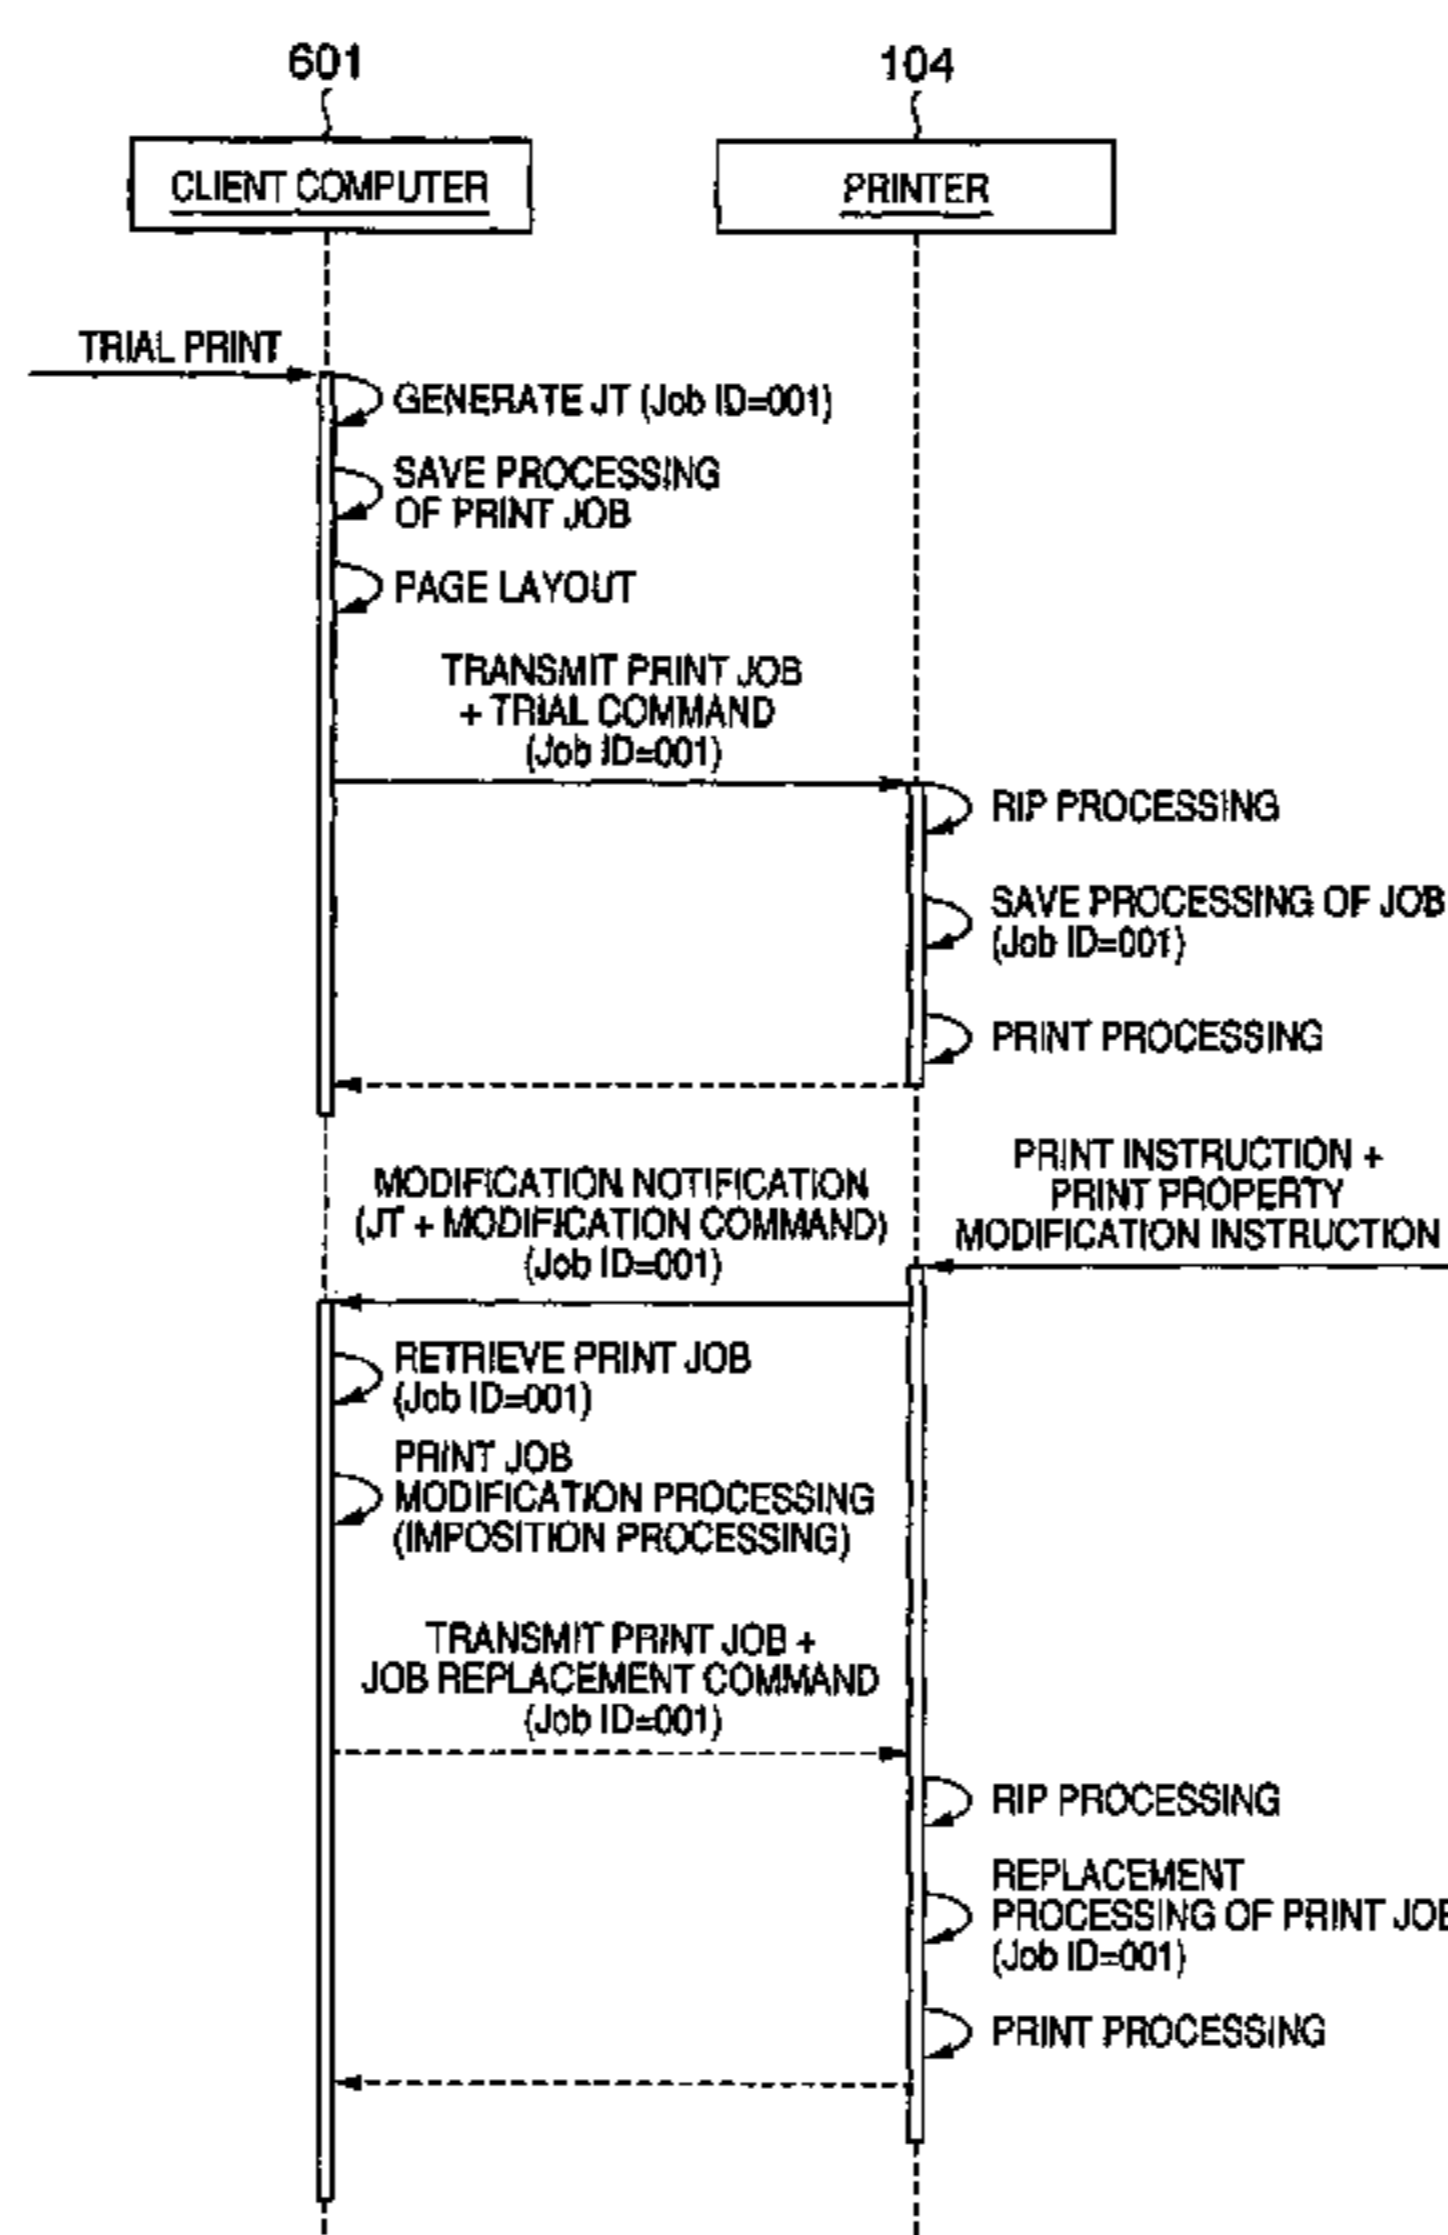 601
104
CLIENT COMPUTER
PRINTER
TRIAL PRINT
GENERATE JT (Job ID=001)
SAVE PROCESSING
OF PRINT JOB
PAGE LAYOUT
TRANSMIT PRINT JOB
+ TRIAL COMMAND
(Job ID=001)
RIP PROCESSING
SAVE PROCESSING OF JOB
(Job ID=001)
PRINT PROCESSING
PRINT INSTRUCTION +
PRINT PROPERTY
MODIFICATION INSTRUCTION
MODIFICATION NOTIFICATION
(JT + MODIFICATION COMMAND)
(Job ID=001)
RETRIEVE PRINT JOB
(Job ID=001)
PRINT JOB
MODIFICATION PROCESSING
(IMPOSITION PROCESSING)
TRANSMIT PRINT JOB +
JOB REPLACEMENT COMMAND
(Job ID=001)
RIP PROCESSING
REPLACEMENT
PROCESSING OF PRINT JOB
(Job ID=001)
PRINT PROCESSING